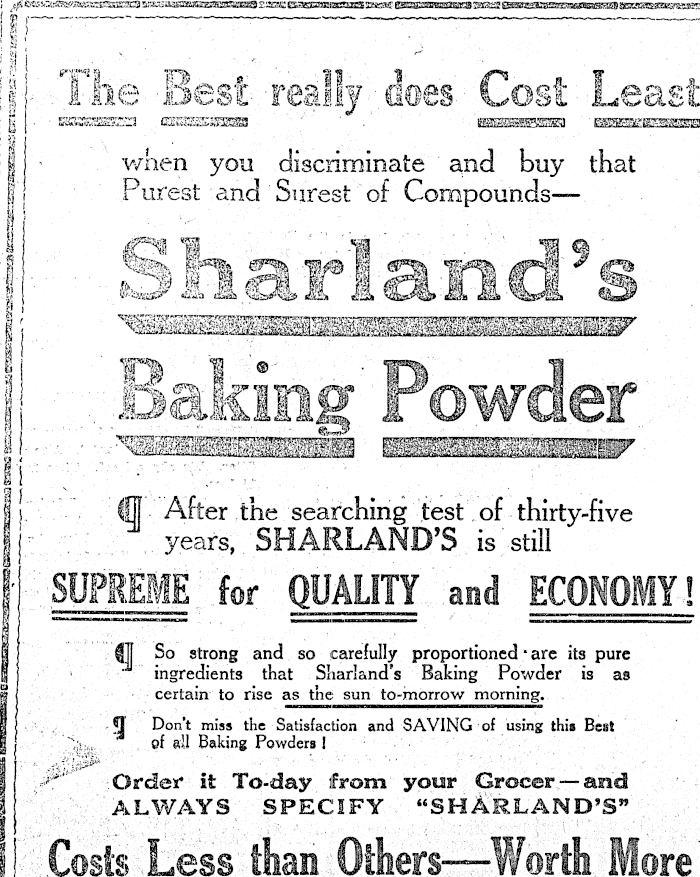 The Best really does Cost Least
when you discriminate and buy that
Purest and Surest of Compounds—
Sharland's
Baking Powder
¶ After the searching test of thirty-five
years, SHARLAND'S is still
SUPREME for QUALITY and ECONOMY!
¶ So strong and so carefully proportioned are its pure
ingredients that Sharland's Baking Powder is as
certain to rise as the sun to-morrow morning.
¶ Don't miss the Satisfaction and SAVING of using this Best
of all Baking Powders!
Order it To-day from your Grocer—and
ALWAYS SPECIFY "SHARLAND'S"
Costs Less than Others—Worth More